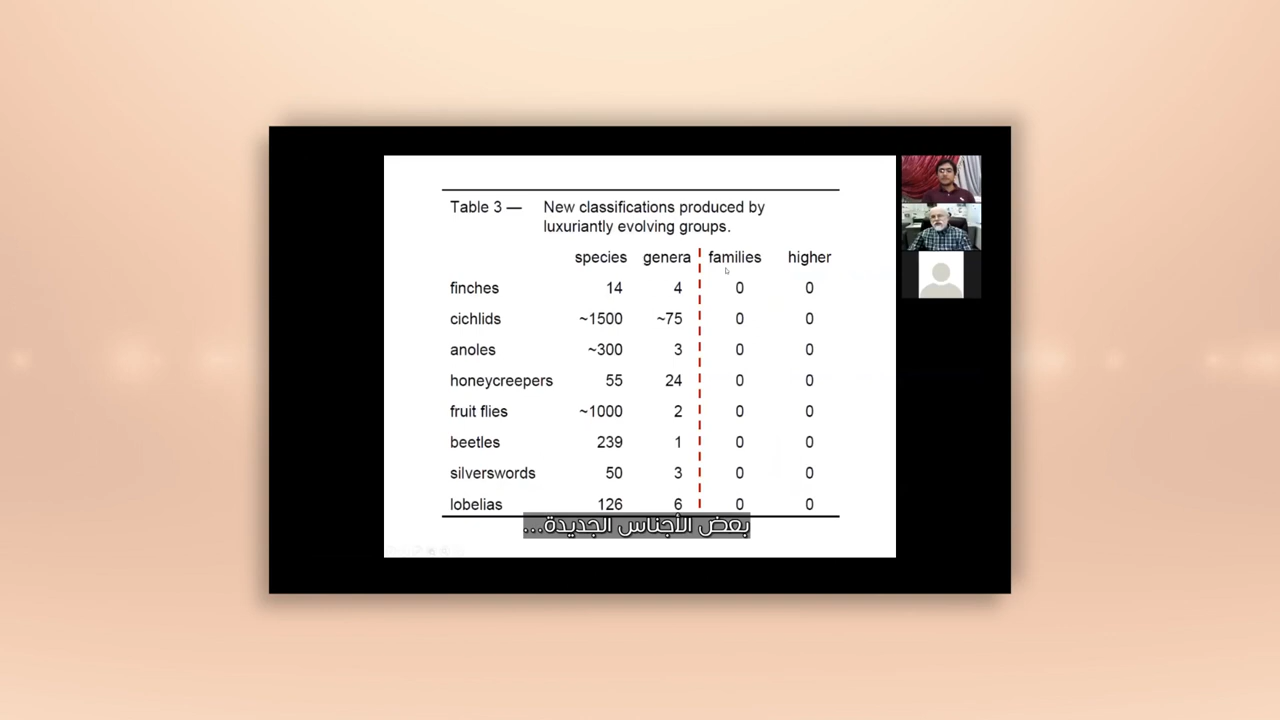 Table 3 — New classifications produced by
luxuriantly evolving groups.
species genera families higher
finches 14 4 0 0
cichlids ~1500 ~75 0 0
anoles ~300 3 0 0
honeycreepers 55 24 0 0
fruit flies ~1000 2 0 0
beetles 239 1 0 0
silverswords 50 3 0 0
lobelias 126 6 0 0
بعض الأجناس الجديدة...